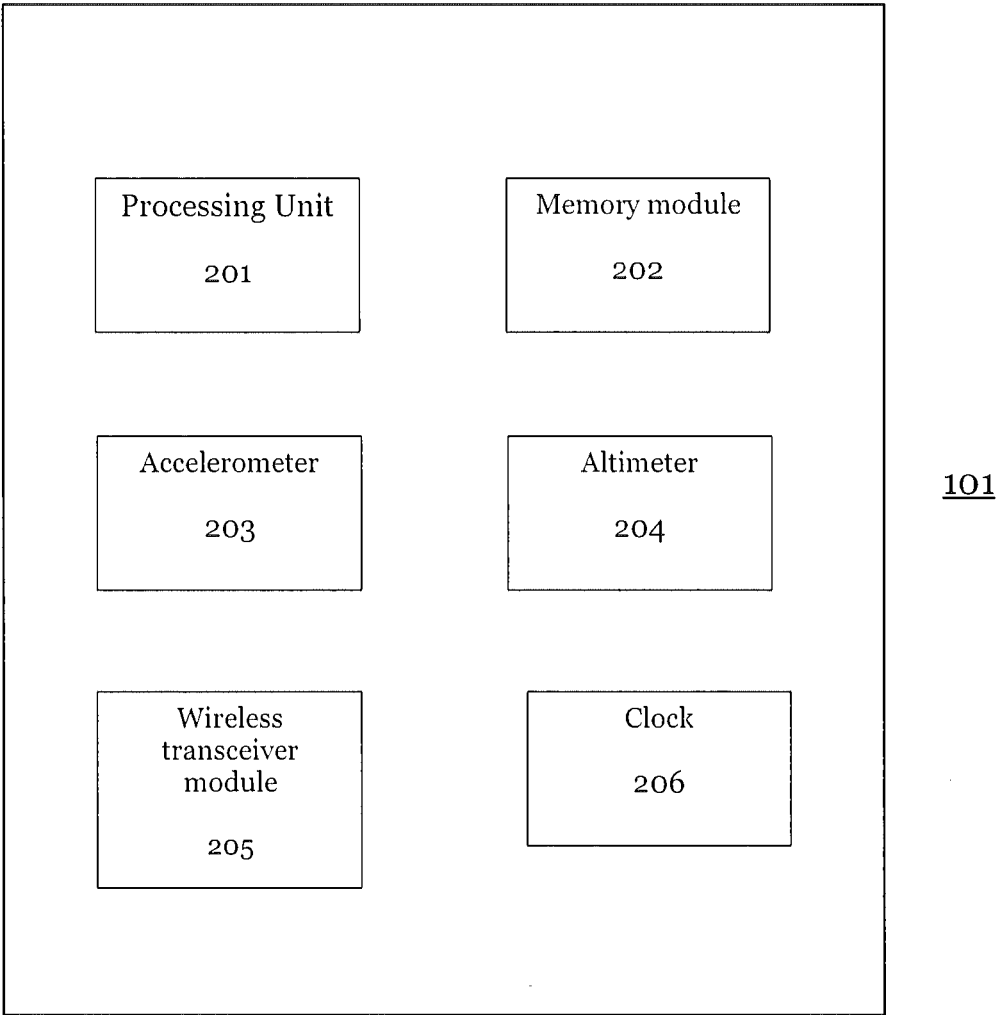 Processing Unit
201
Memory module
202
Accelerometer
203
Altimeter
204
101
Wireless
transceiver
module
205
Clock
206